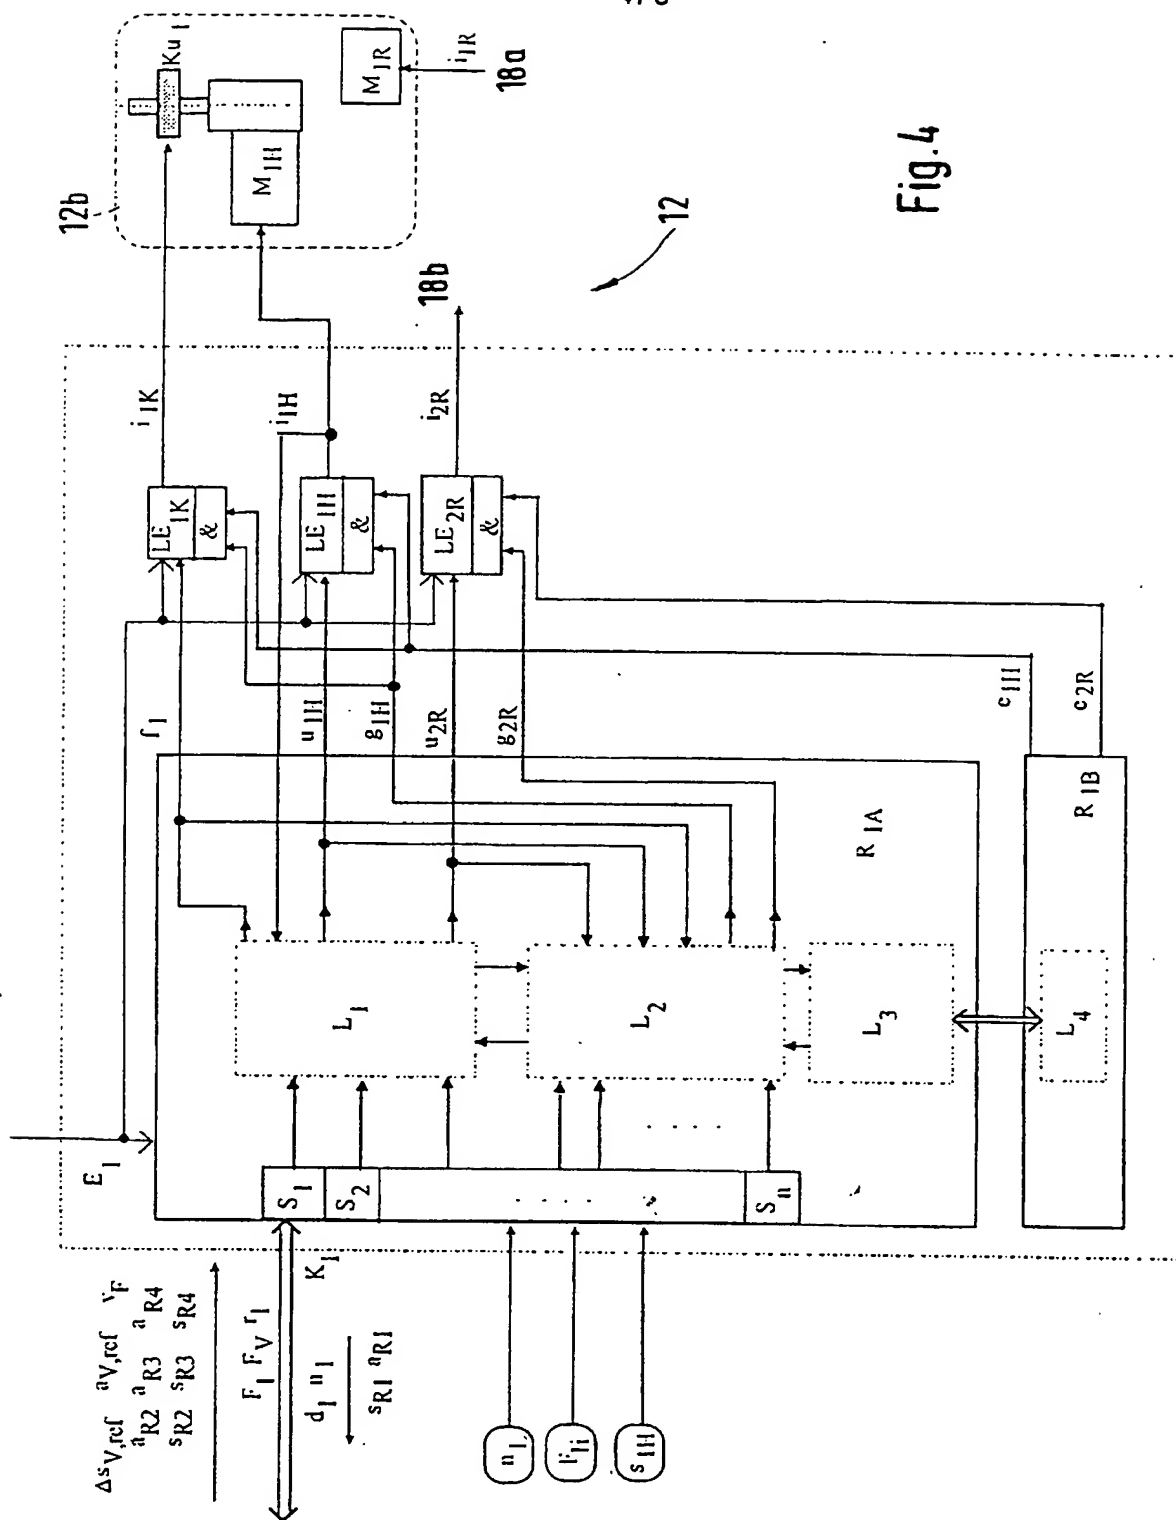 Ku1
M1H
M1R
i1R
18a
12b
Fig. 4
12
18b
i1K
i1H
i2R
LE1K
&
LE1H
&
LE2R
&
f1
u1H
g1H
u2R
g2R
c1H
c2R
R1A
R1B
L1
L2
L3
L4
E1
S1
S2
. . . .
Sn
. . . . .
K1
ΔsV,ref aV,ref vF
aR2 aR3 aR4
sR2 sR3 sR4
F1 FV r1
d1 n1
sR1 aR1
n1
F1i
s1H